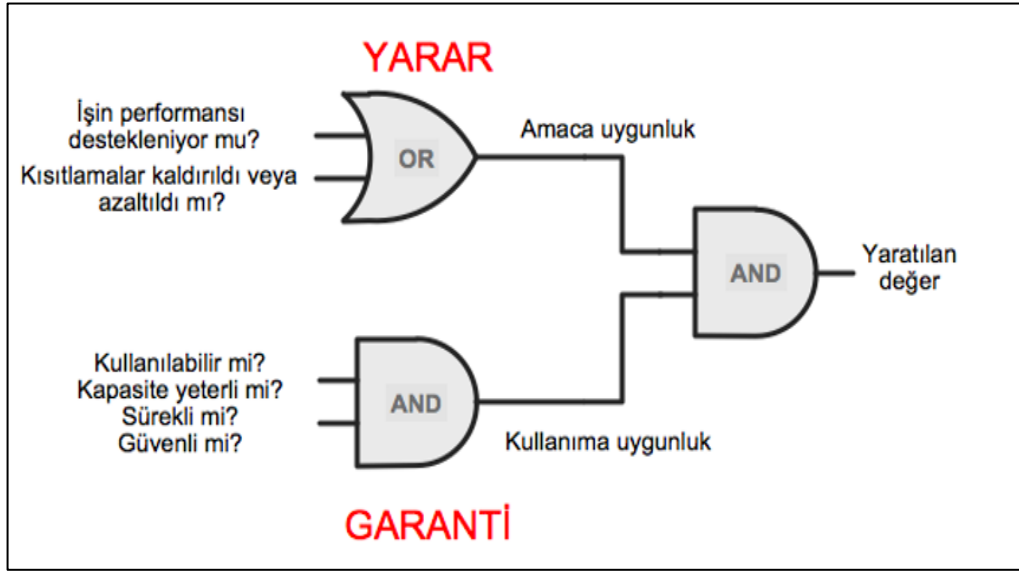 YARAR
İşin performansı
destekleniyor mu?
Kısıtlamalar kaldırıldı veya
azaltıldı mı?
OR
Amaca uygunluk
AND
Yaratılan
değer
Kullanılabilir mi?
Kapasite yeterli mi?
Sürekli mi?
Güvenli mi?
AND
Kullanıma uygunluk
GARANTİ